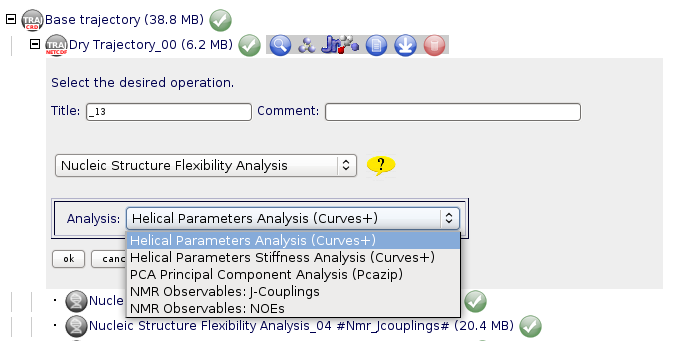 TRAJ CRD Base trajectory (38.8 MB)
TRAJ NETCDF Dry Trajectory_00 (6.2 MB)
Select the desired operation.
Title: _13 Comment:
Nucleic Structure Flexibility Analysis ?
Analysis: Helical Parameters Analysis (Curves+)
Helical Parameters Analysis (Curves+)
Helical Parameters Stiffness Analysis (Curves+)
PCA Principal Component Analysis (Pcazip)
NMR Observables: J-Couplings
NMR Observables: NOEs
ok canc
Nucle
Nucleic Structure Flexibility Analysis_04 #Nmr_Jcouplings# (20.4 MB)